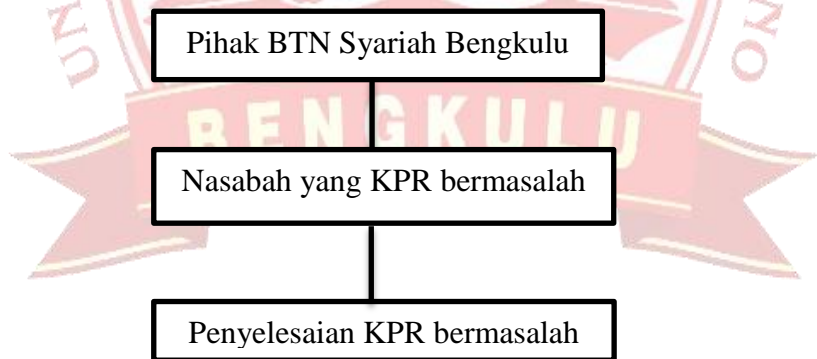 Pihak BTN Syariah Bengkulu
BENGKULU
Nasabah yang KPR bermasalah
Penyelesaian KPR bermasalah